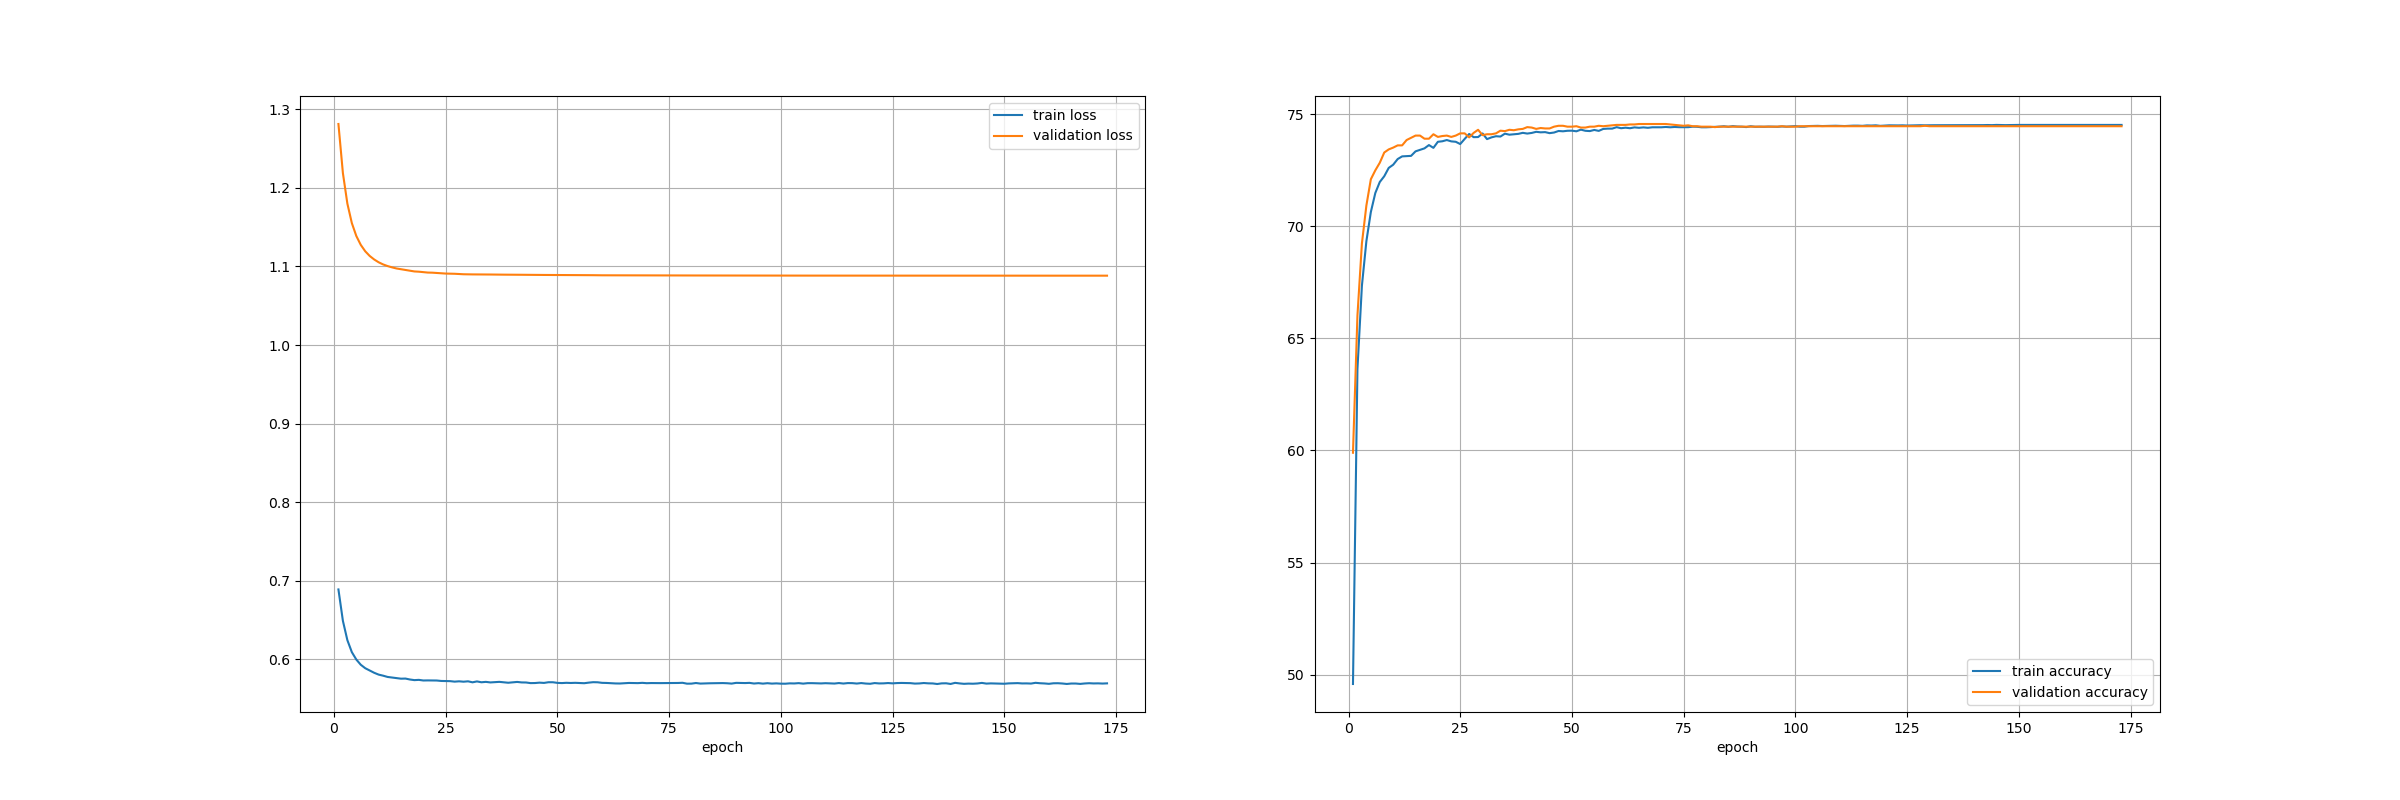 1.3
1.2
1.1
1.0
0.9
0.8
0.7
0.6
0 25 50 75 100 125 150 175
epoch
train loss
validation loss
75
70
65
60
55
50
0 25 50 75 100 125 150 175
epoch
train accuracy
validation accuracy